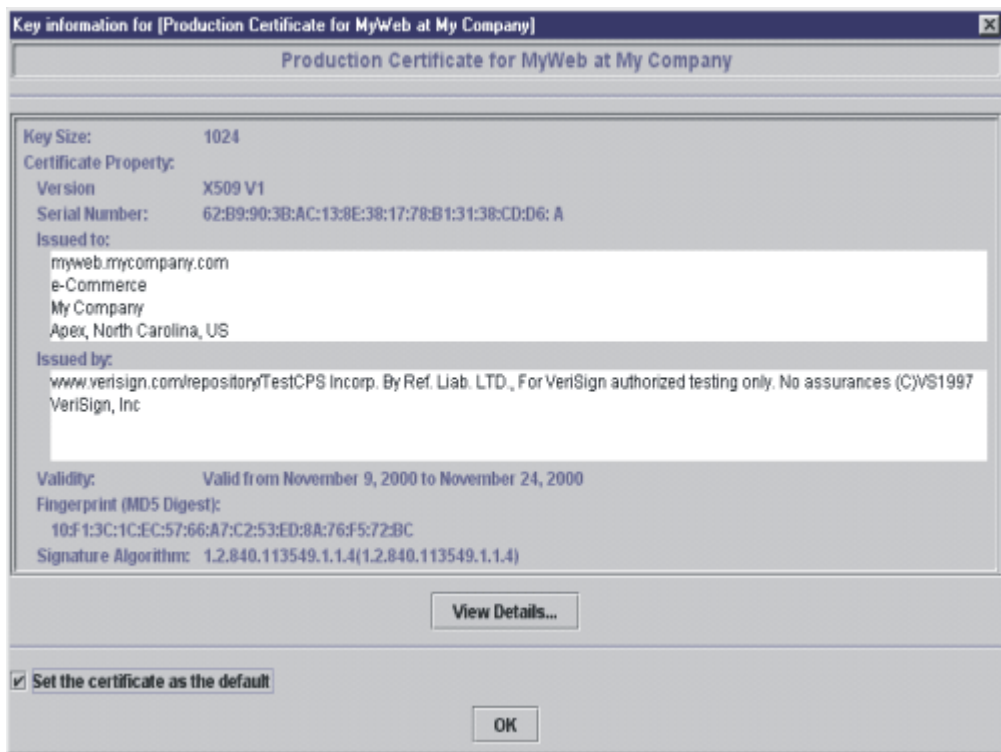 Key information for [Production Certificate for MyWeb at My Company]
Production Certificate for MyWeb at My Company
Key Size: 1024
Certificate Property:
Version X509 V1
Serial Number: 62:B9:90:3B:AC:13:8E:38:17:78:B1:31:38:CD:D6: A
Issued to:
myweb.mycompany.com
e-Commerce
My Company
Apex, North Carolina, US
Issued by:
www.verisign.com/repository/TestCPS Incorp. By Ref. Liab. LTD., For VeriSign authorized testing only. No assurances (C)VS1997
VeriSign, Inc
Validity: Valid from November 9, 2000 to November 24, 2000
Fingerprint (MD5 Digest):
10:F1:3C:1C:EC:57:66:A7:C2:53:ED:8A:76:F5:72:BC
Signature Algorithm: 1.2.840.113549.1.1.4(1.2.840.113549.1.1.4)
View Details...
Set the certificate as the default
OK